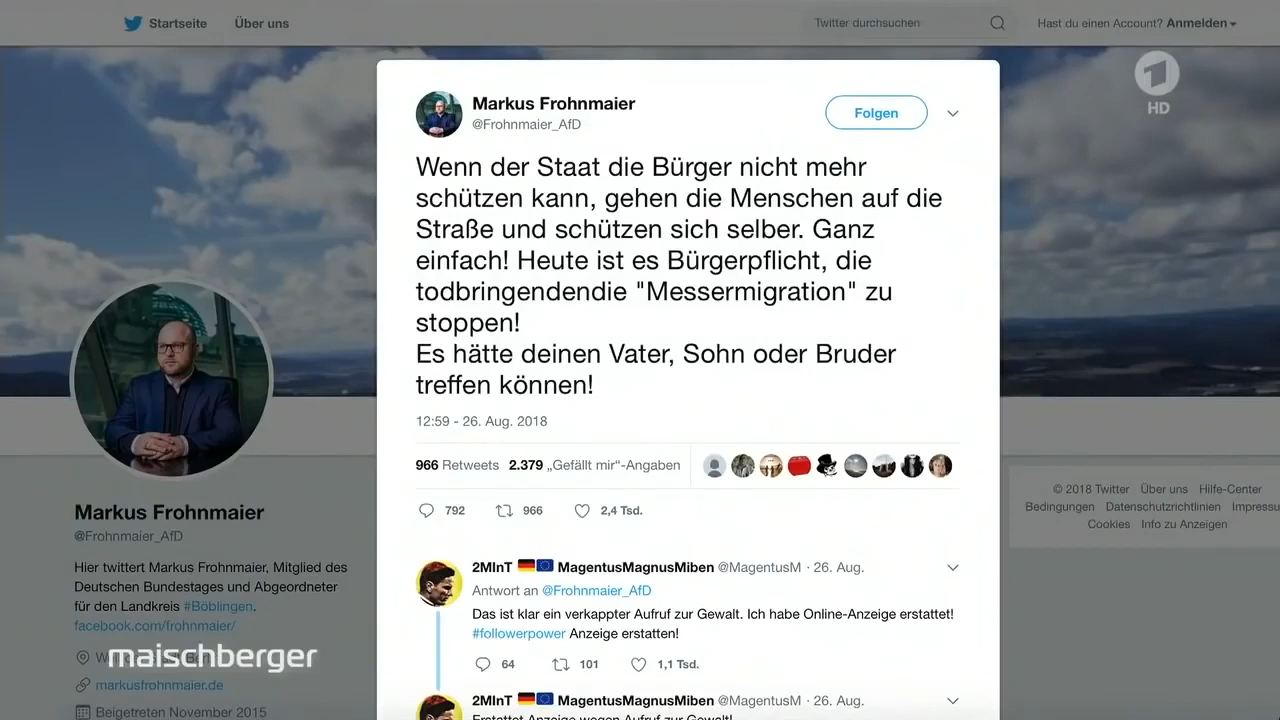 Startseite
Über uns
Twitter durchsuchen
Hast du einen Account? Anmelden
HD
Markus Frohnmaier
@Frohnmaier_AfD
Folgen
Wenn der Staat die Bürger nicht mehr
schützen kann, gehen die Menschen auf die
Straße und schützen sich selber. Ganz
einfach! Heute ist es Bürgerpflicht, die
todbringendendie "Messermigration" zu
stoppen!
Es hätte deinen Vater, Sohn oder Bruder
treffen können!
12:59 - 26. Aug. 2018
966 Retweets 2.379 „Gefällt mir“-Angaben
792 966 2,4 Tsd.
2MInT MagentusMagnusMiben @MagentusM · 26. Aug.
Antwort an @Frohnmaier_AfD
Das ist klar ein verkappter Aufruf zur Gewalt. Ich habe Online-Anzeige erstattet!
#followerpower Anzeige erstatten!
64 101 1,1 Tsd.
2MInT MagentusMagnusMiben @MagentusM · 26. Aug.
Erstattet Anzeige wegen Aufruf zur Gewalt!
Markus Frohnmaier
@Frohnmaier_AfD
Hier twittert Markus Frohnmaier, Mitglied des
Deutschen Bundestages und Abgeordneter
für den Landkreis #Böblingen.
facebook.com/frohnmaier/
maischberger
markusfrohnmaier.de
Beigetreten November 2015
© 2018 Twitter Über uns Hilfe-Center
Bedingungen Datenschutzrichtlinien Impressu
Cookies Info zu Anzeigen